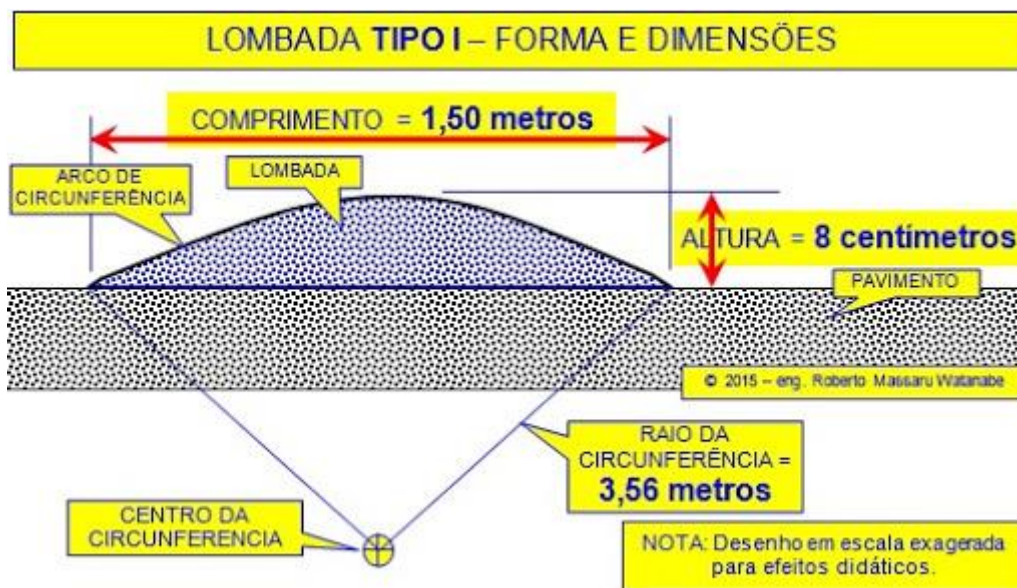 LOMBADA TIPO I – FORMA E DIMENSÕES
COMPRIMENTO = 1,50 metros
ARCO DE
CIRCUNFERÊNCIA
LOMBADA
ALTURA = 8 centímetros
PAVIMENTO
© 2015 – eng. Roberto Massaru Watanabe
RAIO DA
CIRCUNFERÊNCIA =
3,56 metros
CENTRO DA
CIRCUNFERENCIA
NOTA: Desenho em escala exagerada
para efeitos didáticos.